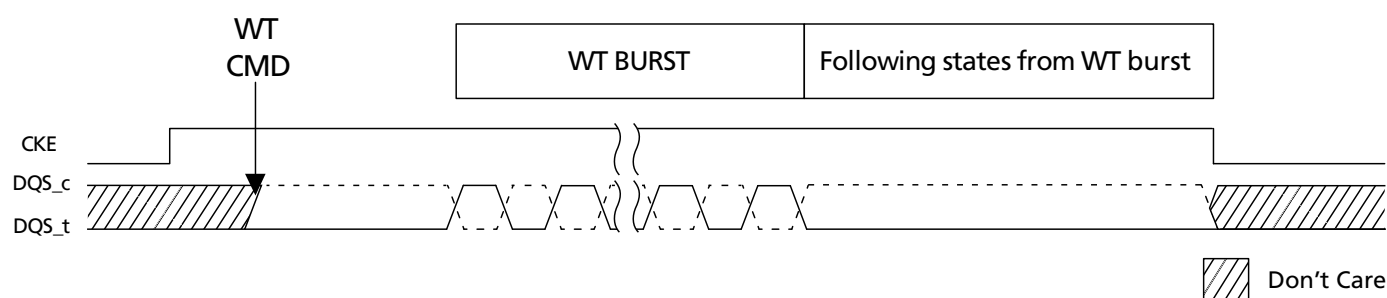 WT
CMD
WT BURST
Following states from WT burst
CKE
DQS_c
DQS_t
Don't Care